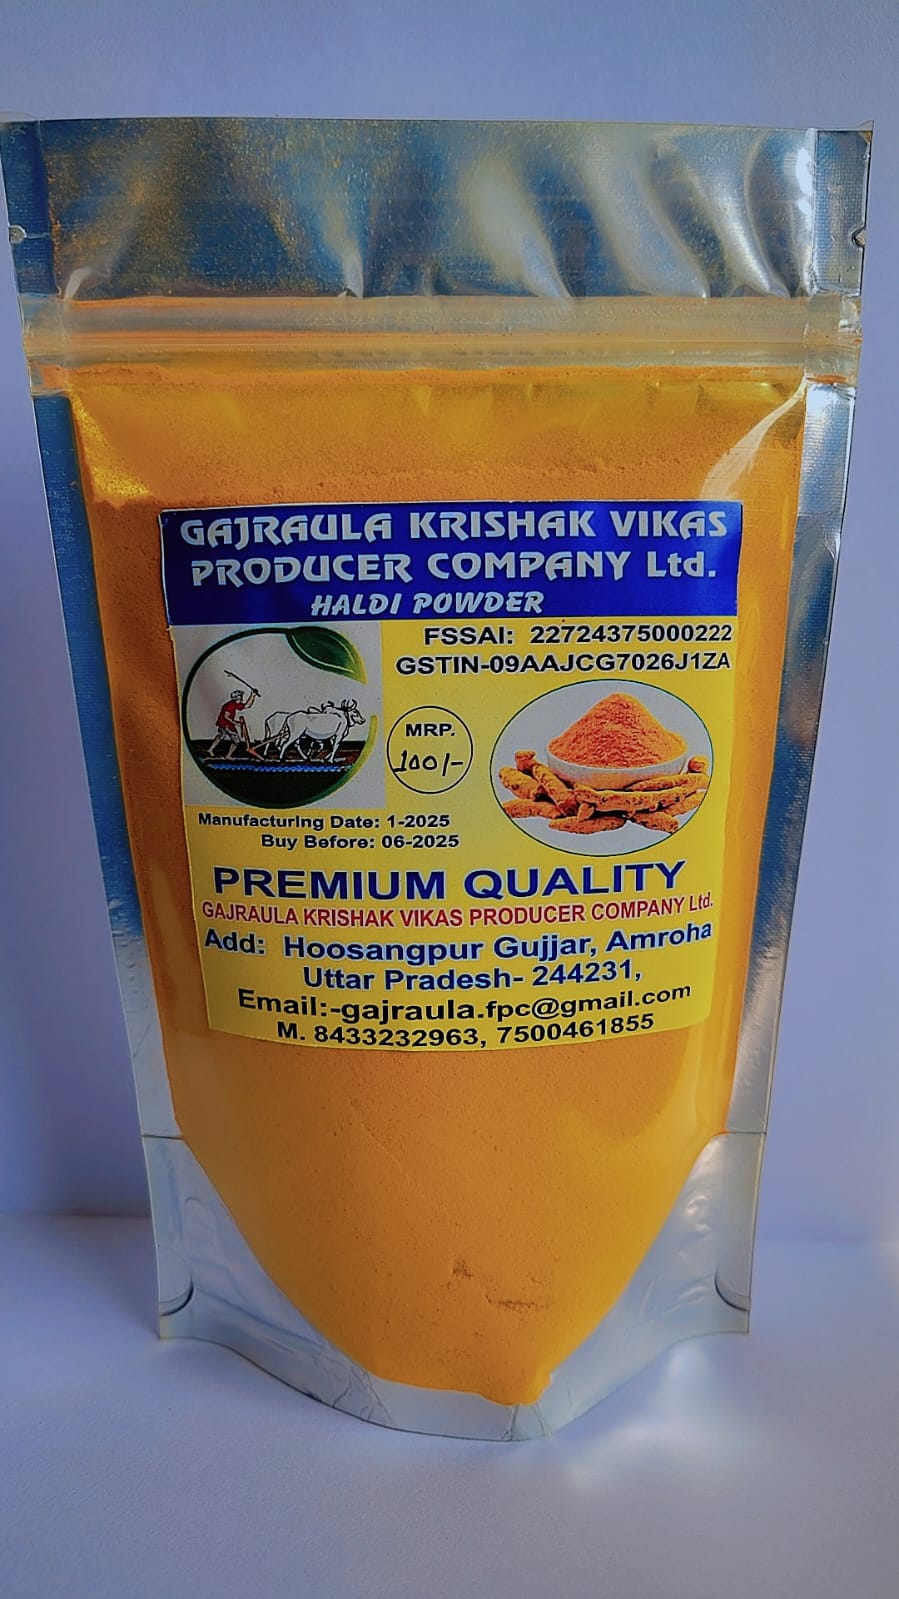 GAJRAULA KRISHAK VIKAS
PRODUCER COMPANY Ltd.
HALDI POWDER
FSSAI: 22724375000222
GSTIN-09AAJCG7026J1ZA
MRP.
100/-
Manufacturing Date: 1-2025
Buy Before: 06-2025
PREMIUM QUALITY
GAJRAULA KRISHAK VIKAS PRODUCER COMPANY Ltd.
Add: Hoosangpur Gujjar, Amroha
Uttar Pradesh- 244231,
Email:-gajraula.fpc@gmail.com
M. 8433232963, 7500461855